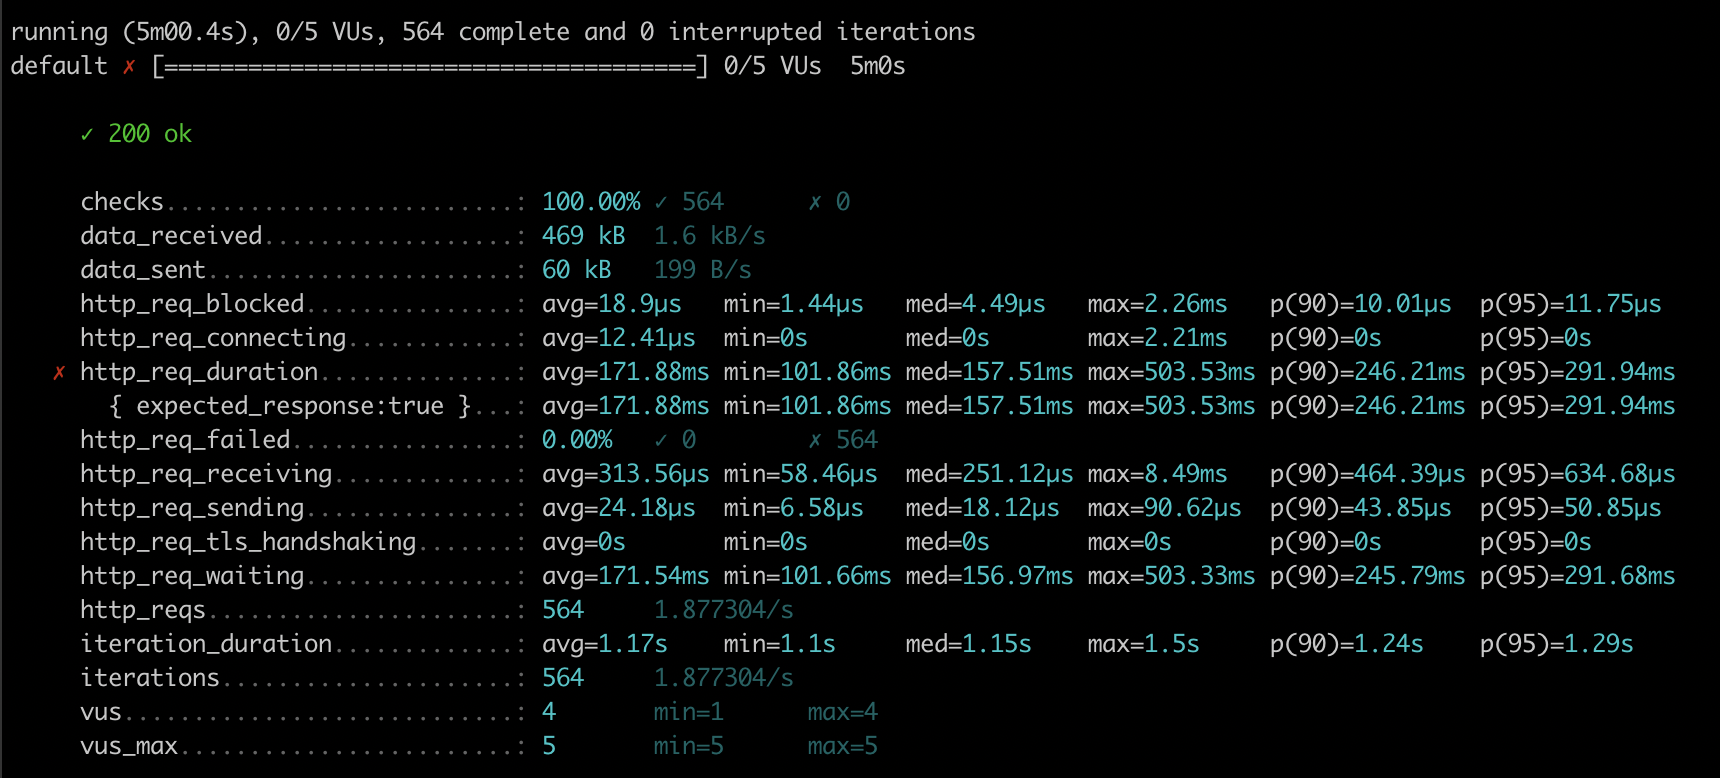 running (5m00.4s), 0/5 VUs, 564 complete and 0 interrupted iterations
default ✗ [======================================] 0/5 VUs  5m0s
✓ 200 ok
checks.........................: 100.00% ✓ 564      ✗ 0
data_received..................: 469 kB  1.6 kB/s
data_sent......................: 60 kB   199 B/s
http_req_blocked...............: avg=18.9µs   min=1.44µs   med=4.49µs   max=2.26ms   p(90)=10.01µs  p(95)=11.75µs
http_req_connecting............: avg=12.41µs  min=0s       med=0s       max=2.21ms   p(90)=0s       p(95)=0s
✗ http_req_duration..............: avg=171.88ms min=101.86ms med=157.51ms max=503.53ms p(90)=246.21ms p(95)=291.94ms
{ expected_response:true }...: avg=171.88ms min=101.86ms med=157.51ms max=503.53ms p(90)=246.21ms p(95)=291.94ms
http_req_failed................: 0.00%   ✓ 0        ✗ 564
http_req_receiving.............: avg=313.56µs min=58.46µs  med=251.12µs max=8.49ms   p(90)=464.39µs p(95)=634.68µs
http_req_sending...............: avg=24.18µs  min=6.58µs   med=18.12µs  max=90.62µs  p(90)=43.85µs  p(95)=50.85µs
http_req_tls_handshaking.......: avg=0s       min=0s       med=0s       max=0s       p(90)=0s       p(95)=0s
http_req_waiting...............: avg=171.54ms min=101.66ms med=156.97ms max=503.33ms p(90)=245.79ms p(95)=291.68ms
http_reqs......................: 564     1.877304/s
iteration_duration.............: avg=1.17s    min=1.1s     med=1.15s    max=1.5s     p(90)=1.24s    p(95)=1.29s
iterations.....................: 564     1.877304/s
vus............................: 4       min=1      max=4
vus_max........................: 5       min=5      max=5